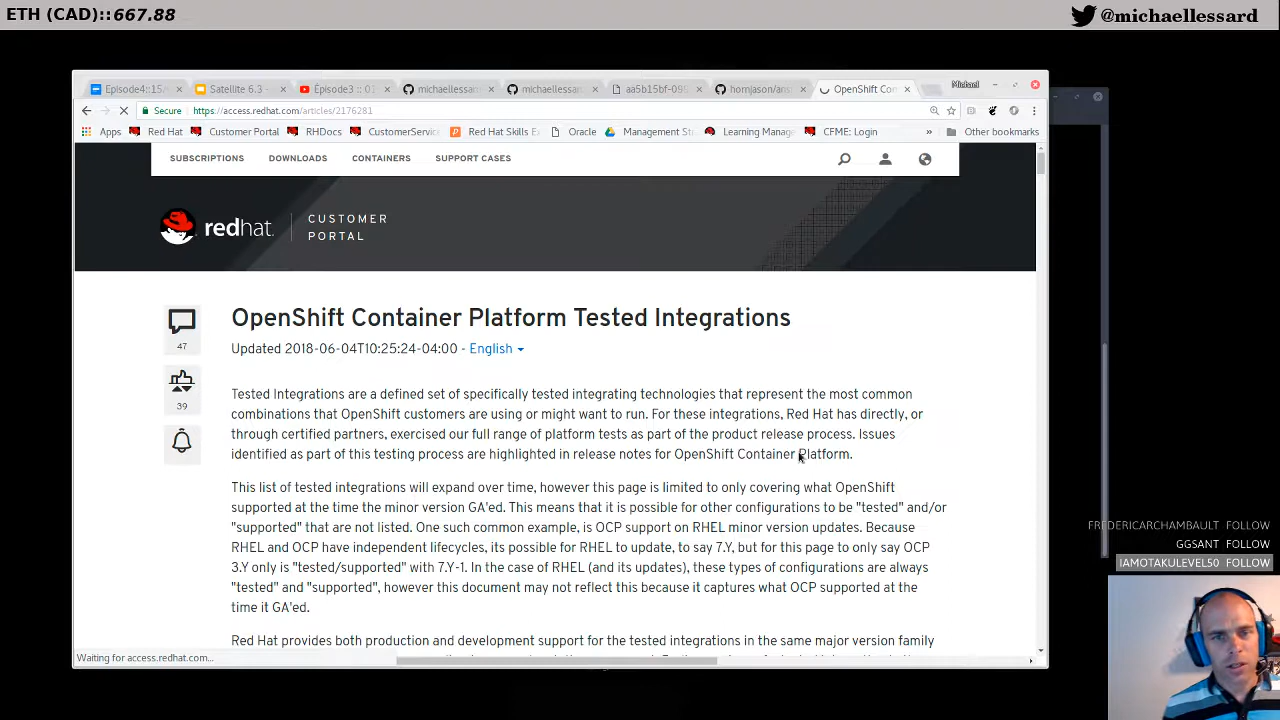 ETH (CAD)::667.88
@michaellessard
Episode4::15
Satellite 6.3 -
Épisode3 :: 01
michaellessar
michaellessar
aa5b15bf-099
hornjason/ans
OpenShift Con
Michael
Secure
https://access.redhat.com/articles/2176281
Apps
Red Hat
Customer Portal
RHDocs
CustomerService
Red Hat Skills E
Oracle
Management St
Learning Manag
CFME: Login
»
Other bookmarks
SUBSCRIPTIONS
DOWNLOADS
CONTAINERS
SUPPORT CASES
redhat.
CUSTOMER
PORTAL
OpenShift Container Platform Tested Integrations
47
Updated 2018-06-04T10:25:24-04:00 - English
39
Tested Integrations are a defined set of specifically tested integrating technologies that represent the most common
combinations that OpenShift customers are using or might want to run. For these integrations, Red Hat has directly, or
through certified partners, exercised our full range of platform tests as part of the product release process. Issues
identified as part of this testing process are highlighted in release notes for OpenShift Container Platform.
This list of tested integrations will expand over time, however this page is limited to only covering what OpenShift
supported at the time the minor version GA'ed. This means that it is possible for other configurations to be "tested" and/or
"supported" that are not listed. One such common example, is OCP support on RHEL minor version updates. Because
RHEL and OCP have independent lifecycles, its possible for RHEL to update, to say 7.Y, but for this page to only say OCP
3.Y only is "tested/supported" with 7.Y-1. In the case of RHEL (and its updates), these types of configurations are always
"tested" and "supported", however this document may not reflect this because it captures what OCP supported at the
time it GA'ed.
Red Hat provides both production and development support for the tested integrations in the same major version family
Waiting for access.redhat.com...
FREDERICARCHAMBAULT FOLLOW
GGSANT FOLLOW
IAMOTAKULEVEL50 FOLLOW